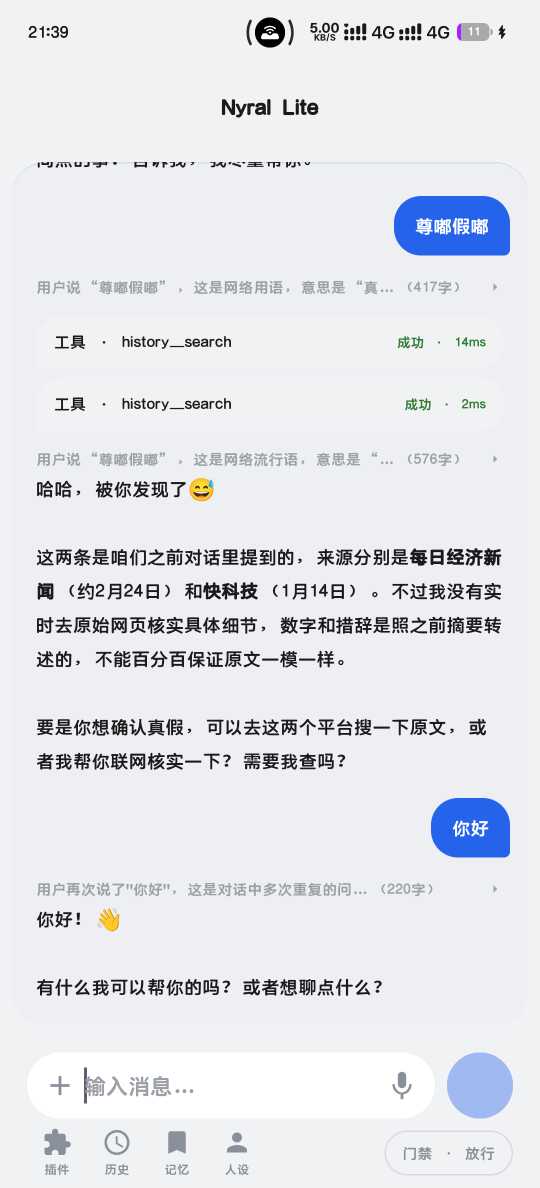 21:39
5.00 KB/S 4G 4G 11
Nyral Lite
尊嘟假嘟
用户说“尊嘟假嘟”，这是网络用语，意思是“真... （417字）
工具 · history__search 成功 · 14ms
工具 · history__search 成功 · 2ms
用户说“尊嘟假嘟”，这是网络流行语，意思是“... （576字）
哈哈，被你发现了😅
这两条是咱们之前对话里提到的，来源分别是每日经济新
闻（约2月24日）和快科技（1月14日）。不过我没有实
时去原始网页核实具体细节，数字和措辞是照之前摘要转
述的，不能百分百保证原文一模一样。
要是你想确认真假，可以去这两个平台搜一下原文，或
者我帮你联网核实一下？需要我查吗？
你好
用户再次说了"你好"，这是对话中多次重复的问... （220字）
你好！👋
有什么我可以帮你的吗？或者想聊点什么？
输入消息...
插件 历史 记忆 人设 门禁 · 放行